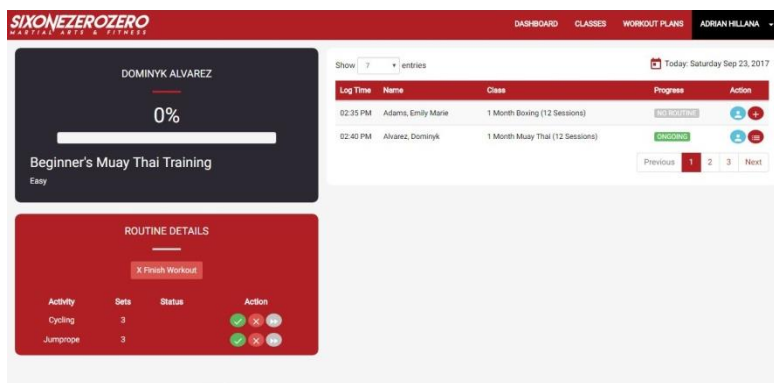 SIXONEZEROZERO
MARTIAL ARTS & FITNESS
DASHBOARD CLASSES WORKOUT PLANS ADRIAN HILLANA
DOMINYK ALVAREZ
0%
Beginner's Muay Thai Training
Easy
ROUTINE DETAILS
X Finish Workout
Activity Sets Status Action
Cycling 3
Jumprope 3
Show 7 entries
Today: Saturday Sep 23, 2017
Log Time Name Class Progress Action
02:35 PM Adams, Emily Marie 1 Month Boxing (12 Sessions) NO ROUTINE
02:40 PM Alvarez, Dominyk 1 Month Muay Thai (12 Sessions) ONGOING
Previous 1 2 3 Next